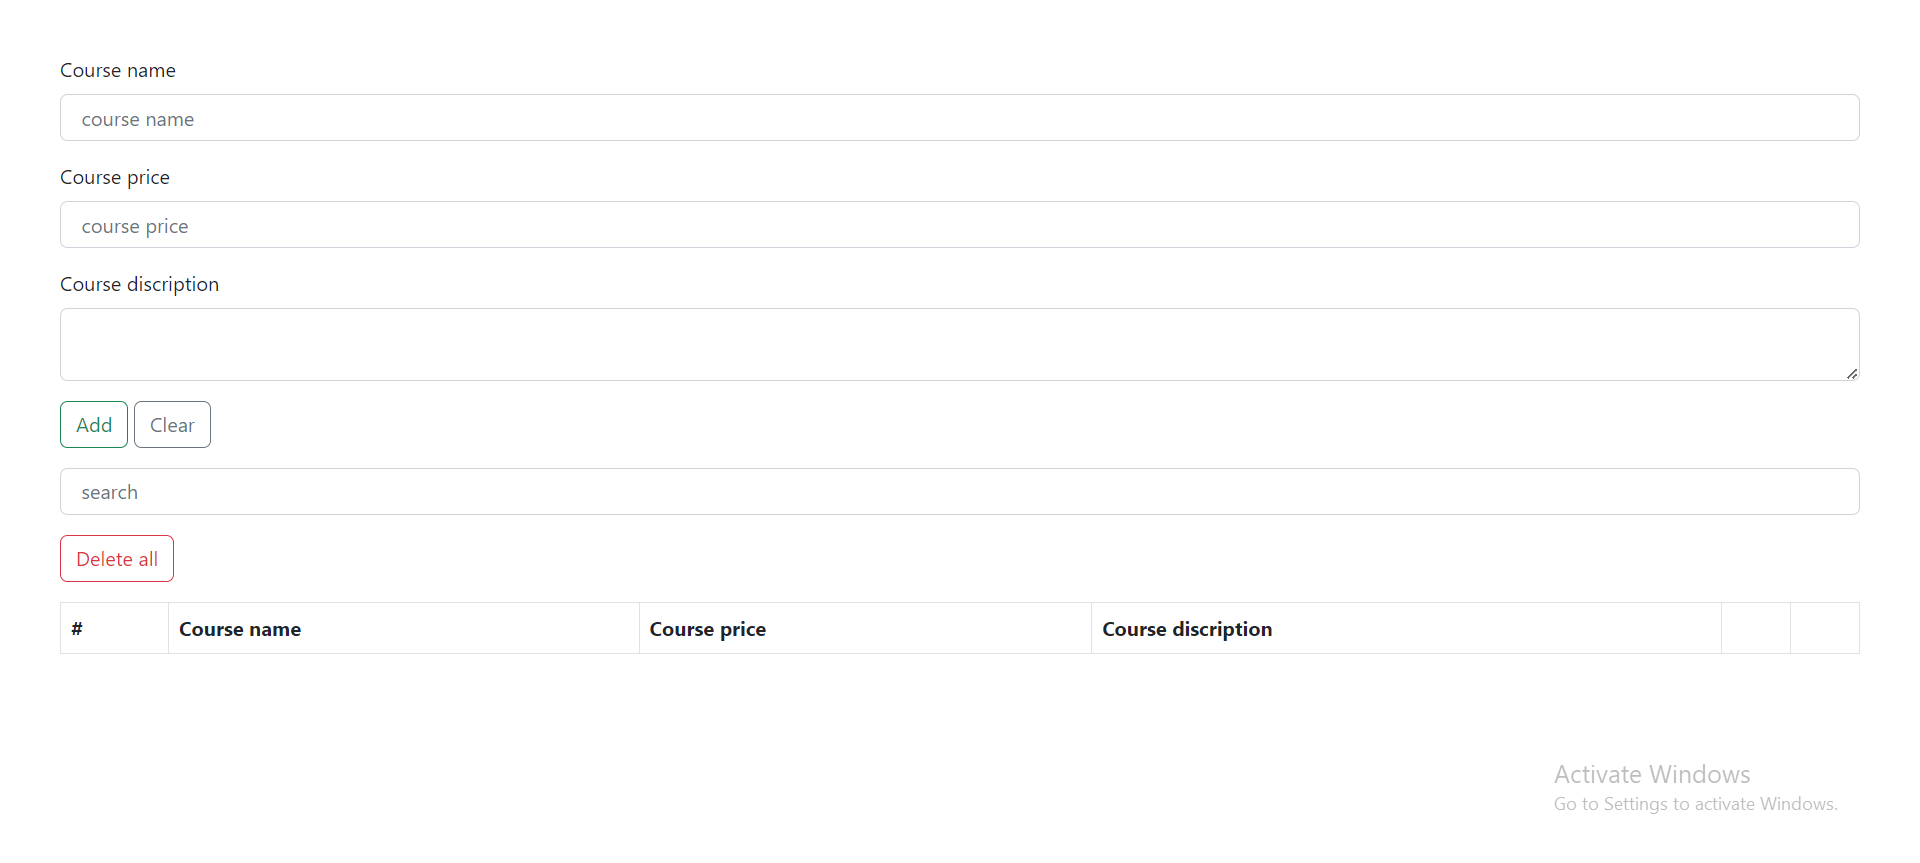 Course name
course name
Course price
course price
Course discription
Add Clear
search
Delete all
# Course name Course price Course discription
Activate Windows
Go to Settings to activate Windows.